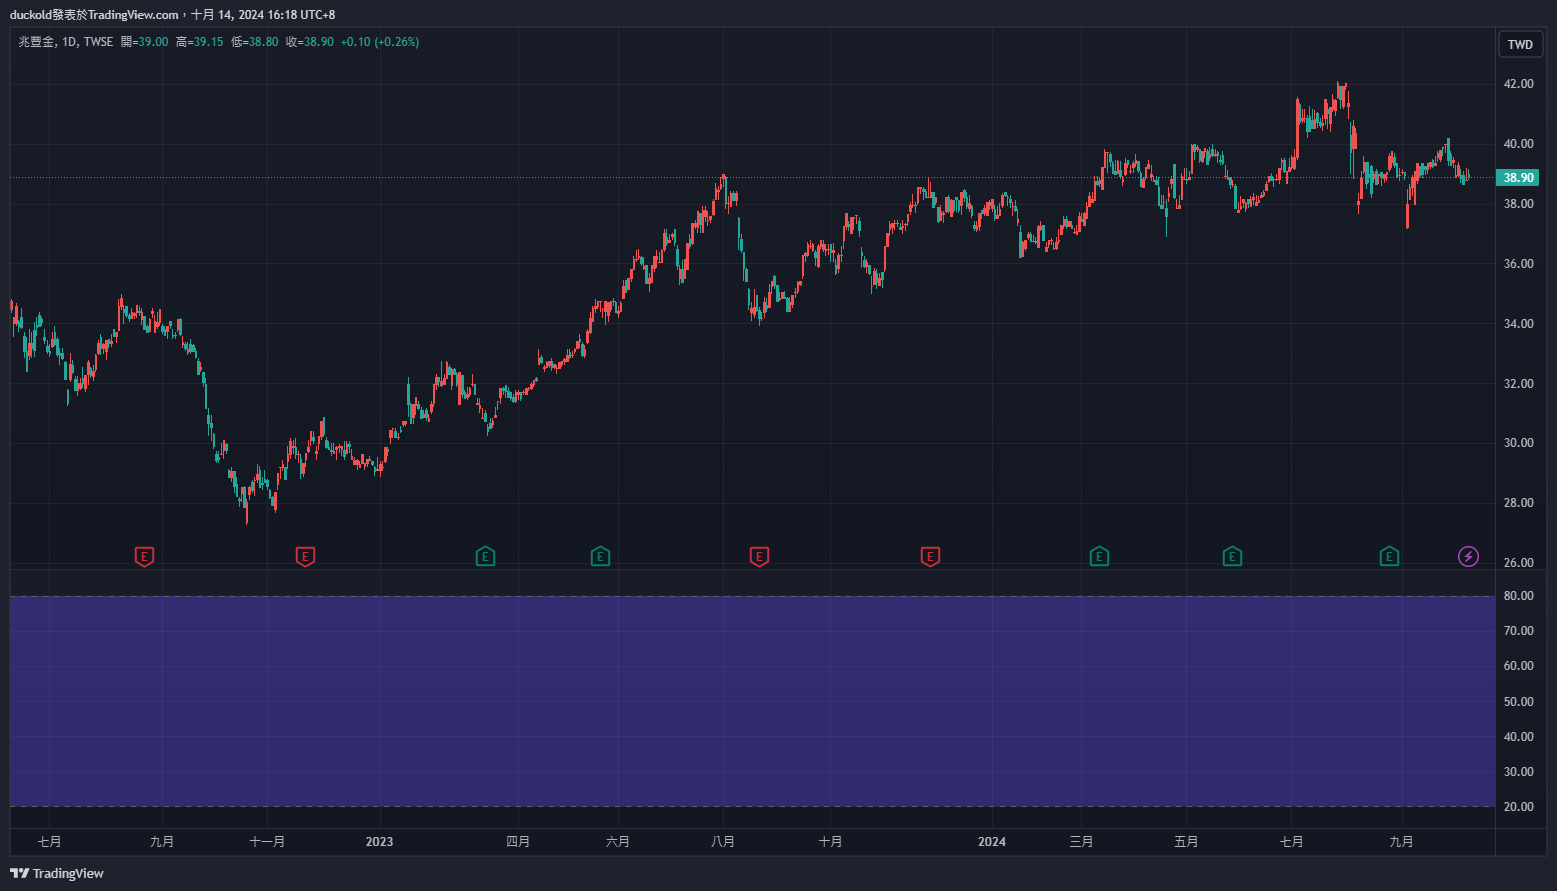 duckold發表於TradingView.com，十月 14, 2024 16:18 UTC+8
兆豐金, 1D, TWSE 開=39.00 高=39.15 低=38.80 收=38.90 +0.10 (+0.26%)
TWD
42.00
40.00
38.90
38.00
36.00
34.00
32.00
30.00
28.00
E E E E E E E E E
26.00
80.00
70.00
60.00
50.00
40.00
30.00
20.00
七月 九月 十一月 2023 四月 六月 八月 十月 2024 三月 五月 七月 九月
TradingView